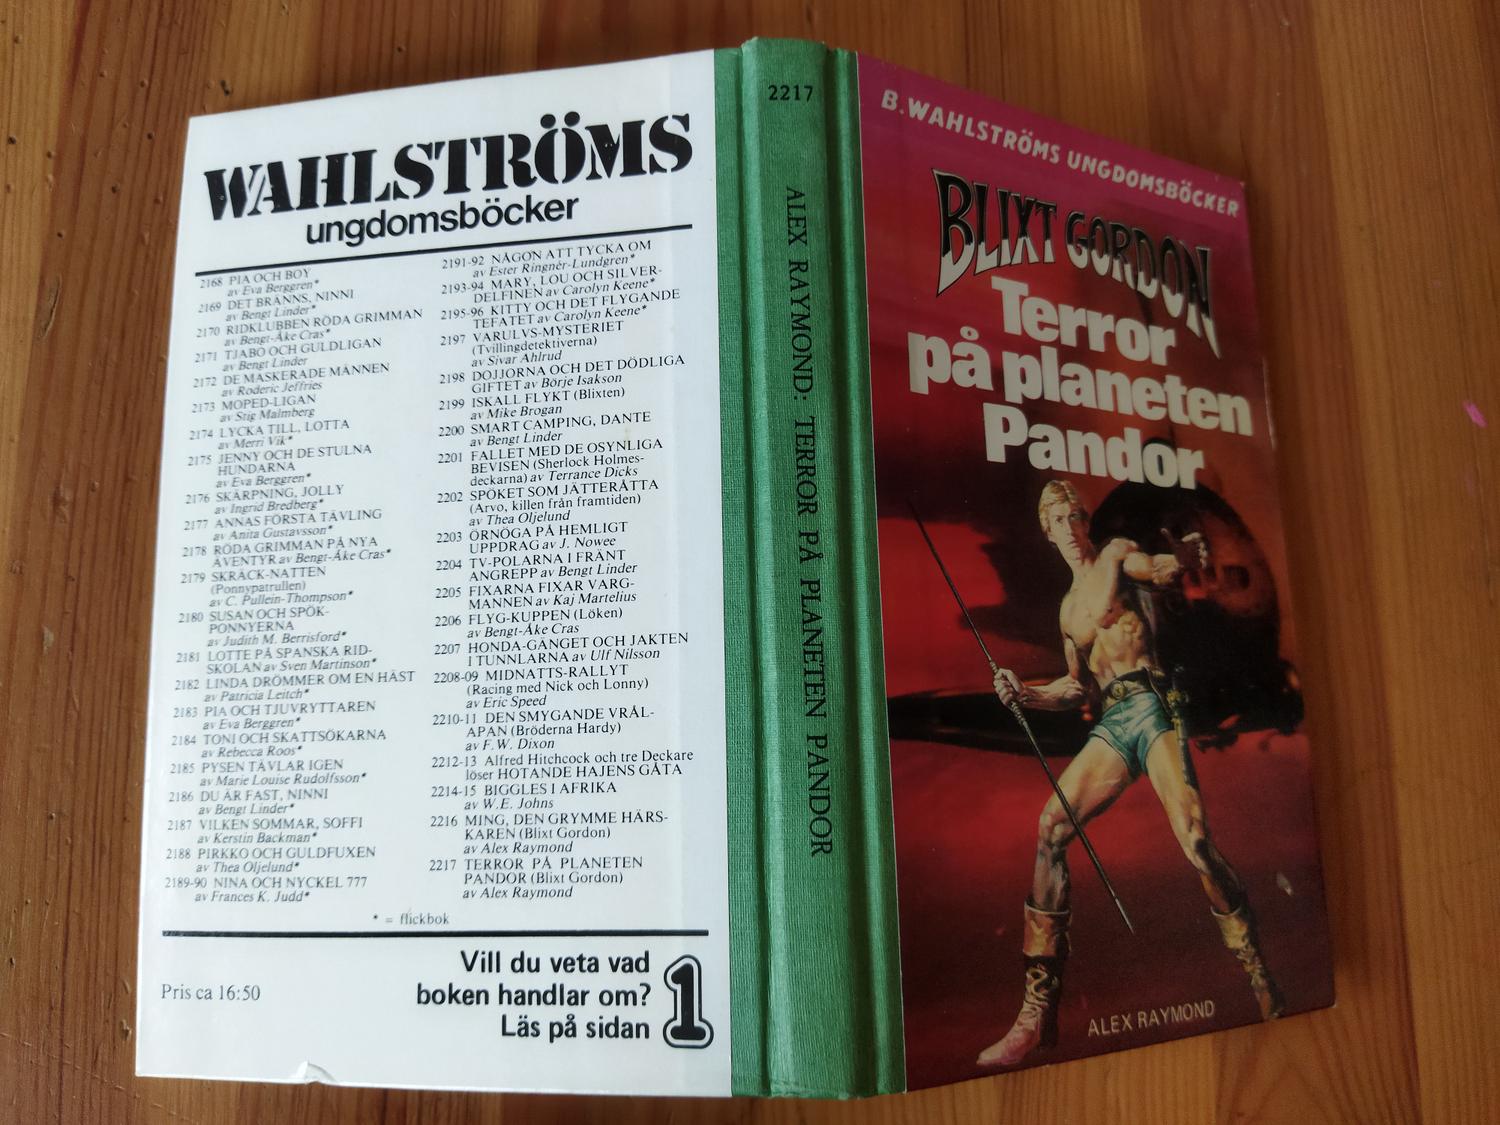 WAHLSTRÖMS
ungdomsböcker
2168 PIA OCH BOY
av Eva Berggren*
2169 DET BRÄNNS, NINNI
av Bengt Linder*
2170 RIDKLUBBEN RÖDA GRIMMAN
av Bengt-Åke Cras*
2171 TJABO OCH GULDLIGAN
av Bengt Linder
2172 DE MASKERADE MÄNNEN
av Roderic Jeffries
2173 MOPED-LIGAN
av Stig Malmberg
2174 LYCKA TILL, LOTTA
av Merri Vik*
2175 JENNY OCH DE STULNA
HUNDARNA
av Eva Berggren*
2176 SKÄRPNING, JOLLY
av Ingrid Bredberg*
2177 ANNAS FÖRSTA TÄVLING
av Anita Gustavsson*
2178 RÖDA GRIMMAN PÅ NYA
ÄVENTYR av Bengt-Åke Cras*
2179 SKRÄCK-NATTEN
(Ponnypatrullen)
av C. Pullein-Thompson*
2180 SUSAN OCH SPÖK-
PONNYERNA
av Judith M. Berrisford*
2181 LOTTE PÅ SPANSKA RID-
SKOLAN av Sven Martinson*
2182 LINDA DRÖMMER OM EN HÄST
av Patricia Leitch*
2183 PIA OCH TJUVRYTTAREN
av Eva Berggren*
2184 TONI OCH SKATTSÖKARNA
av Rebecca Roos*
2185 PYSEN TÄVLAR IGEN
av Marie Louise Rudolfsson*
2186 DU ÄR FAST, NINNI
av Bengt Linder*
2187 VILKEN SOMMAR, SOFFI
av Kerstin Backman*
2188 PIRKKO OCH GULDFUXEN
av Thea Oljelund*
2189-90 NINA OCH NYCKEL 777
av Frances K. Judd*
2191-92 NÅGON ATT TYCKA OM
av Ester Ringnér-Lundgren*
2193-94 MARY, LOU OCH SILVER-
DELFINEN av Carolyn Keene*
2195-96 KITTY OCH DET FLYGANDE
TEFATET av Carolyn Keene*
2197 VARULVS-MYSTERIET
(Tvillingdetektiverna)
av Sivar Ahlrud
2198 DOJJORNA OCH DET DÖDLIGA
GIFTET av Börje Isakson
2199 ISKALL FLYKT (Blixten)
av Mike Brogan
2200 SMART CAMPING, DANTE
av Bengt Linder
2201 FALLET MED DE OSYNLIGA
BEVISEN (Sherlock Holmes-
deckarna) av Terrance Dicks
2202 SPÖKET SOM JÄTTERÅTTA
(Arvo, killen från framtiden)
av Thea Oljelund
2203 ÖRNÖGA PÅ HEMLIGT
UPPDRAG av J. Nowee
2204 TV-POLARNA I FRÄNT
ANGREPP av Bengt Linder
2205 FIXARNA FIXAR VARG-
MANNEN av Kaj Martelius
2206 FLYG-KUPPEN (Löken)
av Bengt-Åke Cras
2207 HONDA-GÄNGET OCH JAKTEN
I TUNNLARNA av Ulf Nilsson
2208-09 MIDNATTS-RALLYT
(Racing med Nick och Lonny)
av Eric Speed
2210-11 DEN SMYGANDE VRÅL-
APAN (Bröderna Hardy)
av F. W. Dixon
2212-13 Alfred Hitchcock och tre Deckare
löser HOTANDE HAJENS GÅTA
2214-15 BIGGLES I AFRIKA
av W.E. Johns
2216 MING, DEN GRYMME HÄRS-
KAREN (Blixt Gordon)
av Alex Raymond
2217 TERROR PÅ PLANETEN
PANDOR (Blixt Gordon)
av Alex Raymond
* = flickbok
Pris ca 16:50
Vill du veta vad
boken handlar om?
Läs på sidan 1
2217
ALEX RAYMOND: TERROR PÅ PLANETEN PANDOR
B. WAHLSTRÖMS UNGDOMSBÖCKER
BLIXT GORDON
Terror
på planeten
Pandor
ALEX RAYMOND